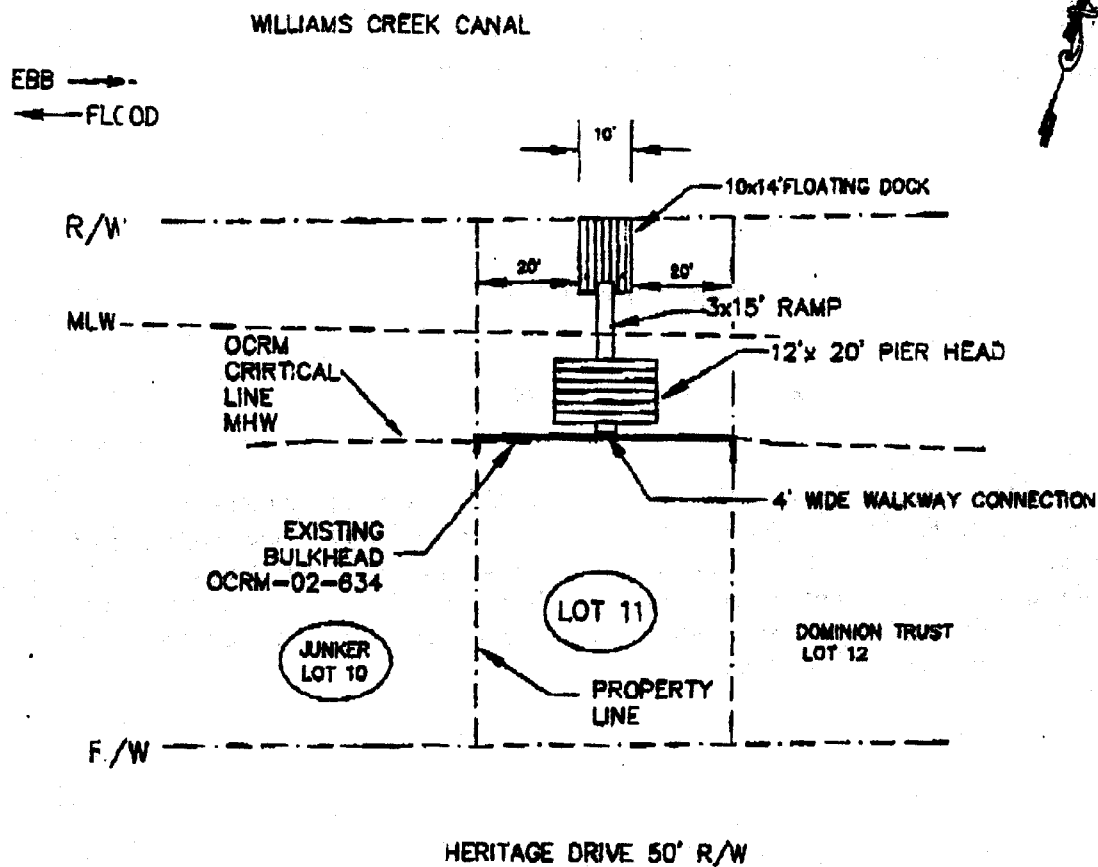 WILLIAMS CREEK CANAL
EBB
FLCOD
10'
10x14'FLOATING DOCK
R/W
20'
20'
3x15' RAMP
MLW
12'x 20' PIER HEAD
OCRM
CRIRTICAL
LINE
MHW
4' WIDE WALKWAY CONNECTION
EXISTING
BULKHEAD
OCRM-02-634
LOT 11
JUNKER
LOT 10
DOMINION TRUST
LOT 12
PROPERTY
LINE
F/W
HERITAGE DRIVE 50' R/W